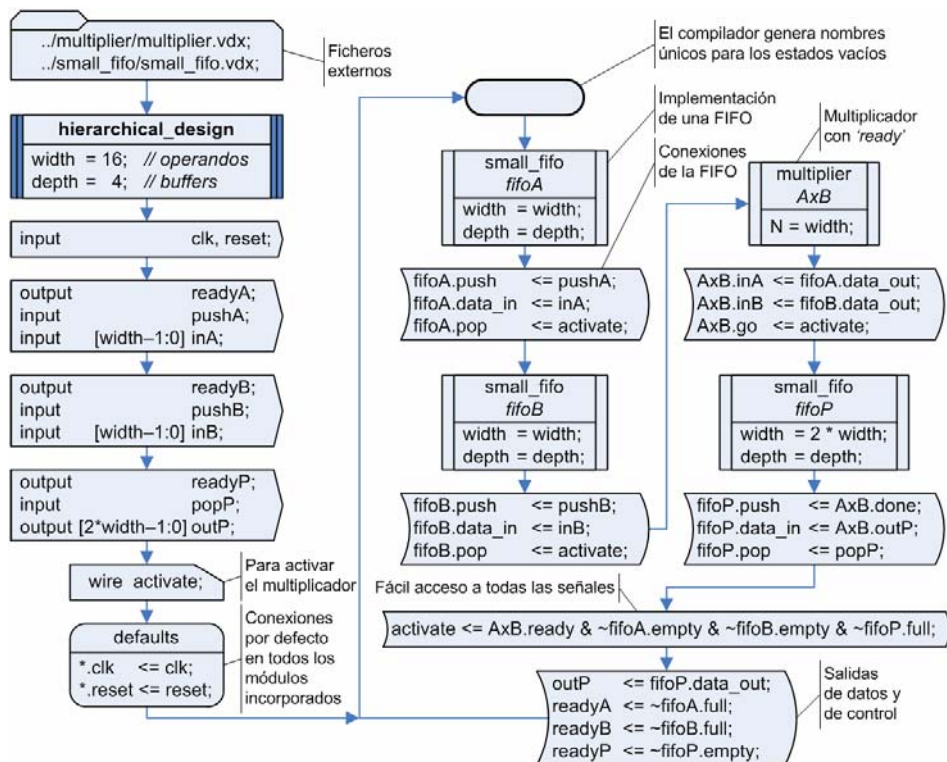 ../multiplier/multiplier.vdx;
../small_fifo/small_fifo.vdx;
Ficheros
externos
hierarchical_design
width = 16; // operandos
depth = 4; // buffers
input clk, reset;
output readyA;
input pushA;
input [width–1:0] inA;
output readyB;
input pushB;
input [width–1:0] inB;
output readyP;
input popP;
output [2*width–1:0] outP;
wire activate;
Para activar
el multiplicador
defaults
*.clk <= clk;
*.reset <= reset;
Conexiones
por defecto
en todos los
módulos
incorporados
El compilador genera nombres
únicos para los estados vacíos
small_fifo
fifoA
width = width;
depth = depth;
Implementación
de una FIFO
Conexiones
de la FIFO
fifoA.push <= pushA;
fifoA.data_in <= inA;
fifoA.pop <= activate;
small_fifo
fifoB
width = width;
depth = depth;
fifoB.push <= pushB;
fifoB.data_in <= inB;
fifoB.pop <= activate;
Multiplicador
con ‘ready’
multiplier
AxB
N = width;
AxB.inA <= fifoA.data_out;
AxB.inB <= fifoB.data_out;
AxB.go <= activate;
small_fifo
fifoP
width = 2 * width;
depth = depth;
fifoP.push <= AxB.done;
fifoP.data_in <= AxB.outP;
fifoP.pop <= popP;
Fácil acceso a todas las señales
activate <= AxB.ready & ~fifoA.empty & ~fifoB.empty & ~fifoP.full;
outP <= fifoP.data_out;
readyA <= ~fifoA.full;
readyB <= ~fifoB.full;
readyP <= ~fifoP.empty;
Salidas
de datos y
de control